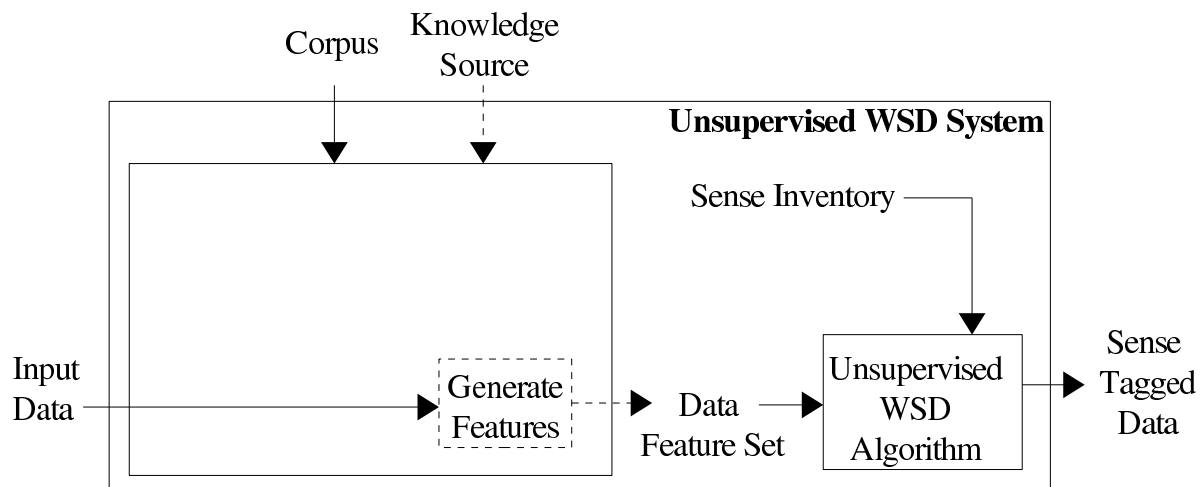 Corpus
Knowledge
Source
Unsupervised WSD System
Sense Inventory
Input
Data
Generate
Features
Data
Feature Set
Unsupervised
WSD
Algorithm
Sense
Tagged
Data